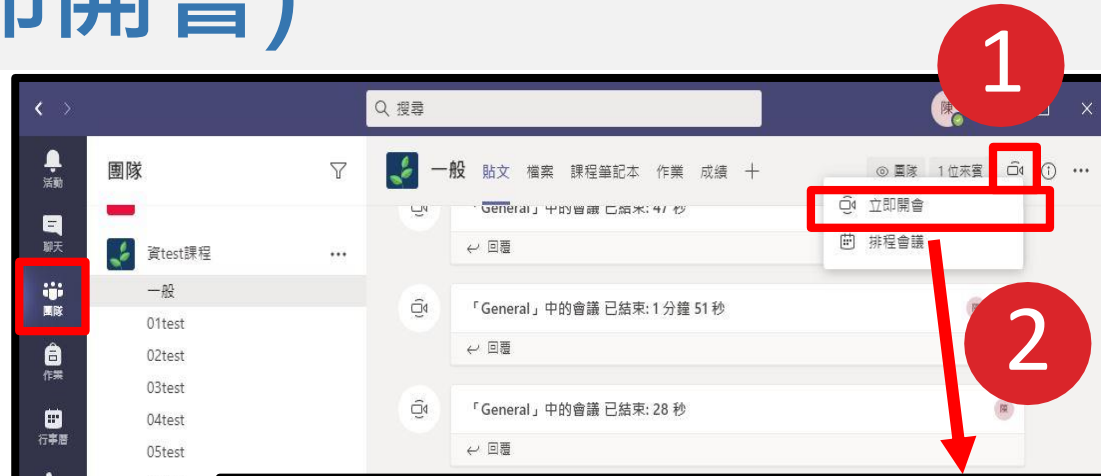 即開會)
1
搜尋
陳
活動
團隊
一般 貼文 檔案 課程筆記本 作業 成績
團隊 1 位來賓
立即開會
排程會議
聊天
資test課程
「General」中的會議 已結束: 47 秒
回覆
團隊
一般
01test
02test
03test
04test
05test
「General」中的會議 已結束: 1 分鐘 51 秒
回覆
2
作業
「General」中的會議 已結束: 28 秒
陳
行事曆
回覆